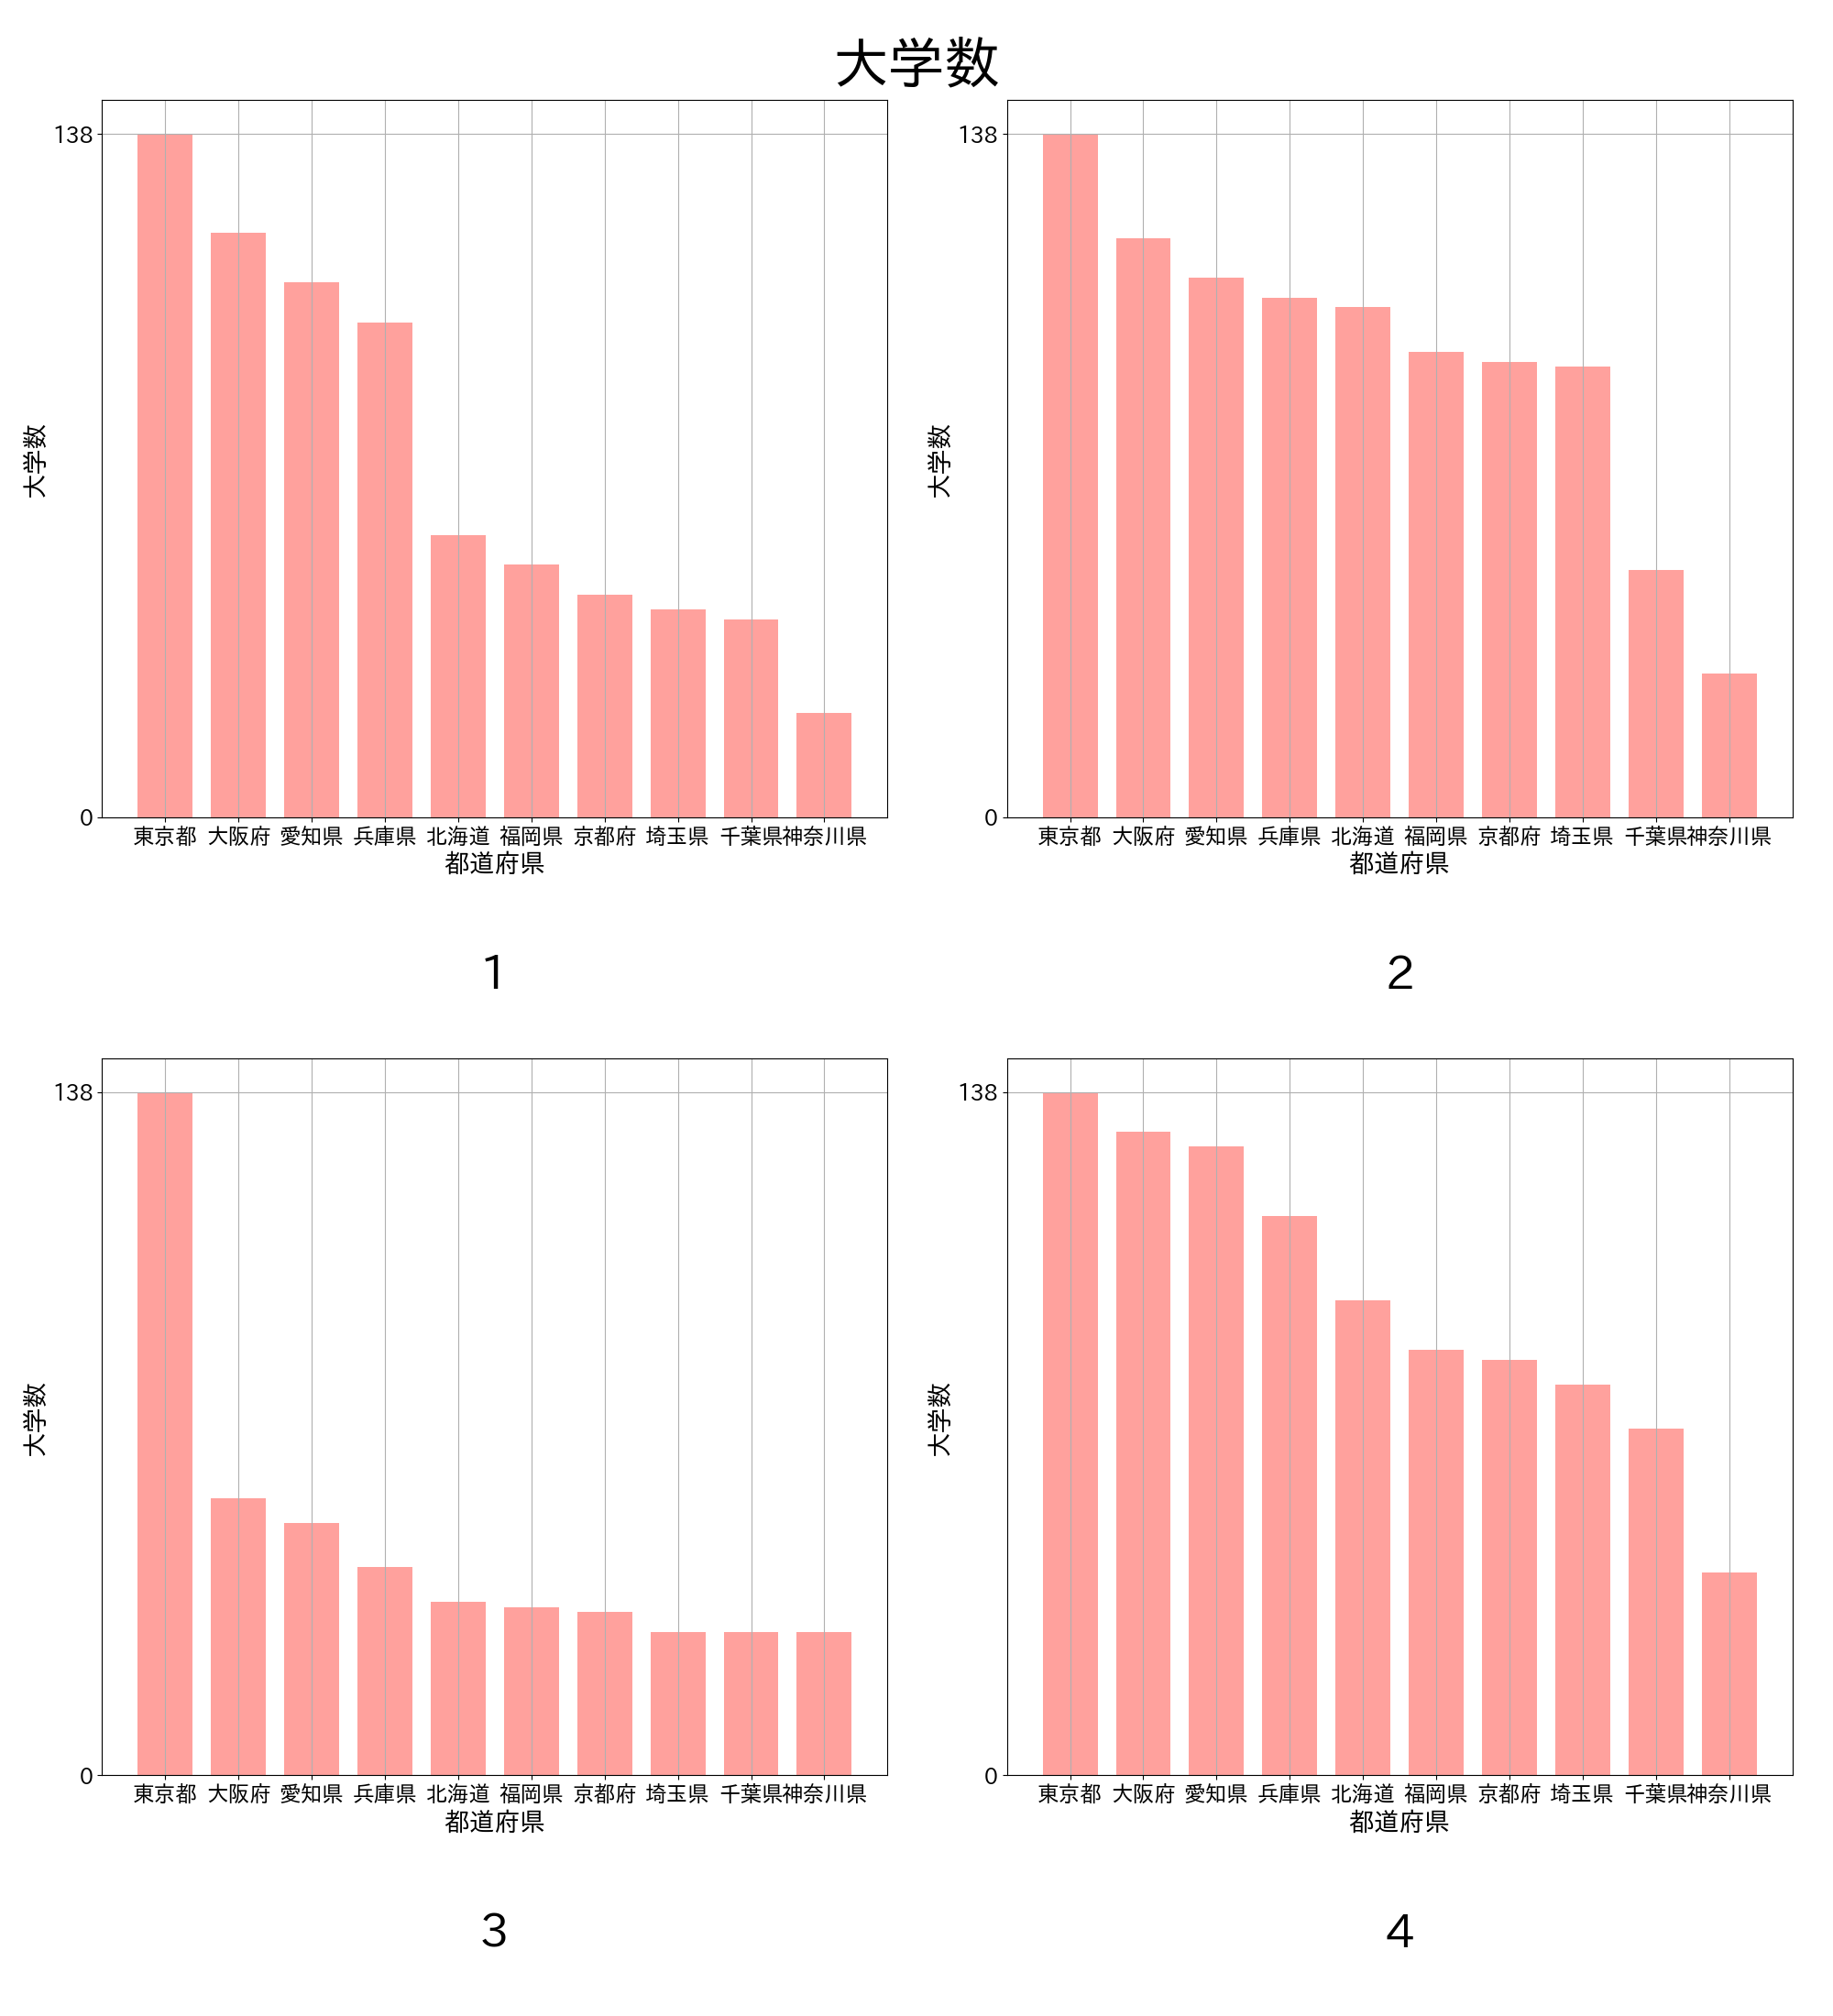 大学数
138
0
大学数
東京都 大阪府 愛知県 兵庫県 北海道 福岡県 京都府 埼玉県 千葉県 神奈川県
都道府県
1
138
0
大学数
東京都 大阪府 愛知県 兵庫県 北海道 福岡県 京都府 埼玉県 千葉県 神奈川県
都道府県
2
138
0
大学数
東京都 大阪府 愛知県 兵庫県 北海道 福岡県 京都府 埼玉県 千葉県 神奈川県
都道府県
3
138
0
大学数
東京都 大阪府 愛知県 兵庫県 北海道 福岡県 京都府 埼玉県 千葉県 神奈川県
都道府県
4